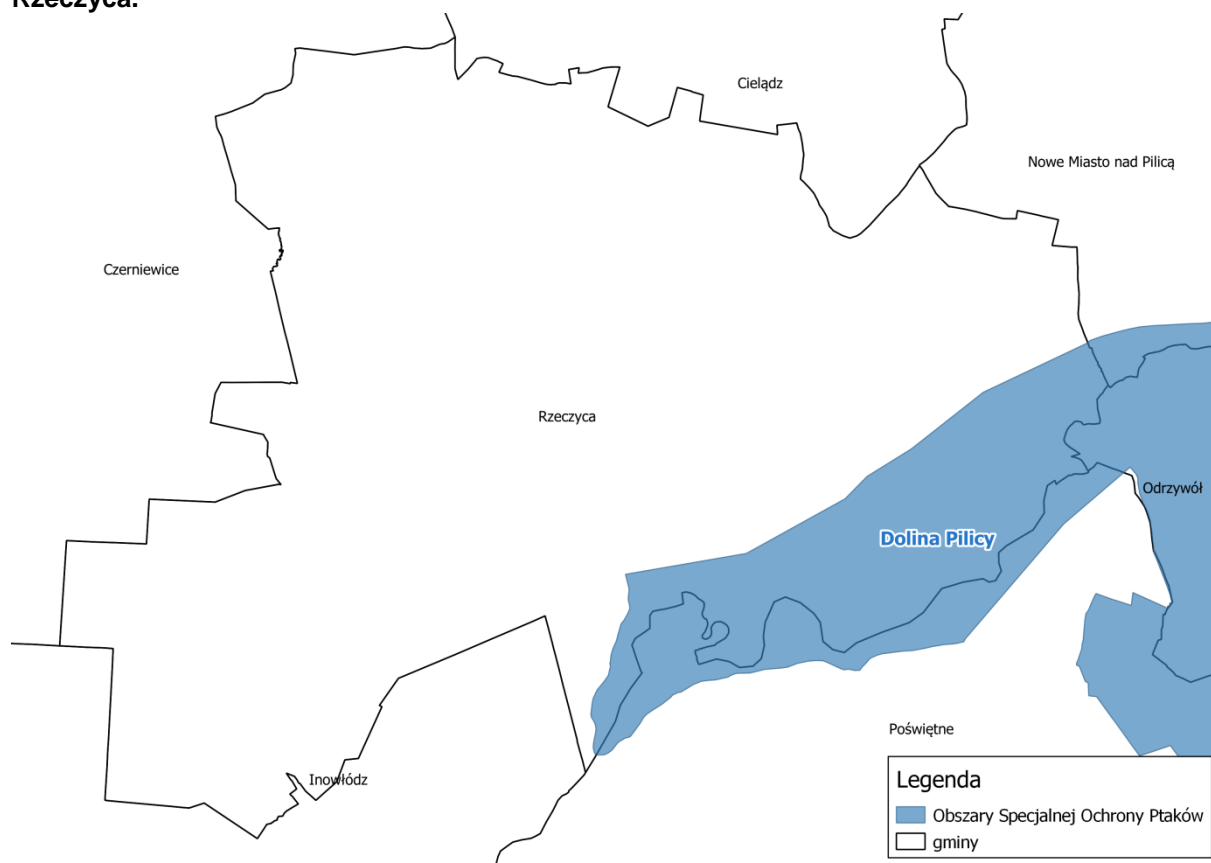 Rzeczyca.
Cielądz
Nowe Miasto nad Pilicą
Czerniewice
Rzeczyca
Odrzywół
Dolina Pilicy
Poświętne
Inowłódz
Legenda
Obszary Specjalnej Ochrony Ptaków
gminy